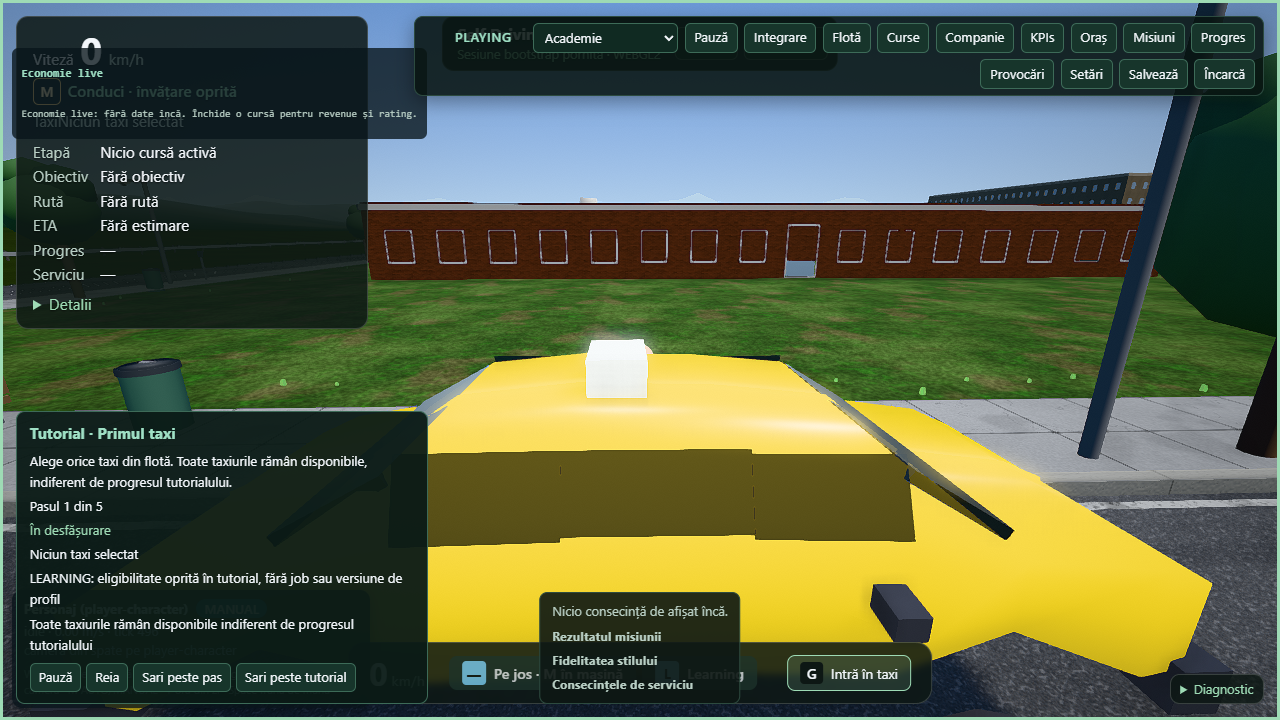 Viteză 0 km/h
Economie live
M Conduci · învățare oprită
Economie live: fără date încă. Închide o cursă pentru revenue și rating.
Taxi Niciun taxi selectat
Etapă Nicio cursă activă
Obiectiv Fără obiectiv
Rută Fără rută
ETA Fără estimare
Progres —
Serviciu —
Detalii
PLAYING Academie Pauză Integrare Flotă Curse Companie KPIs Oraș Misiuni Progres
Provocări Setări Salvează Încarcă
Sesiune bootstrap pornită · WEBGL2
Tutorial · Primul taxi
Alege orice taxi din flotă. Toate taxiurile rămân disponibile,
indiferent de progresul tutorialului.
Pasul 1 din 5
În desfășurare
Niciun taxi selectat
LEARNING: eligibilitate oprită în tutorial, fără job sau versiune de
profil
Personaj (player-character) MANUAL
Toate taxiurile rămân disponibile indiferent de progresul
tutorialului
Pauză Reia Sari peste pas Sari peste tutorial
0 km/h
Nicio consecință de afișat încă.
Rezultatul misiunii
Fidelitatea stilului
Consecințele de serviciu
Pe jos · M în mașină
L Learning
G Intră în taxi
Diagnostic